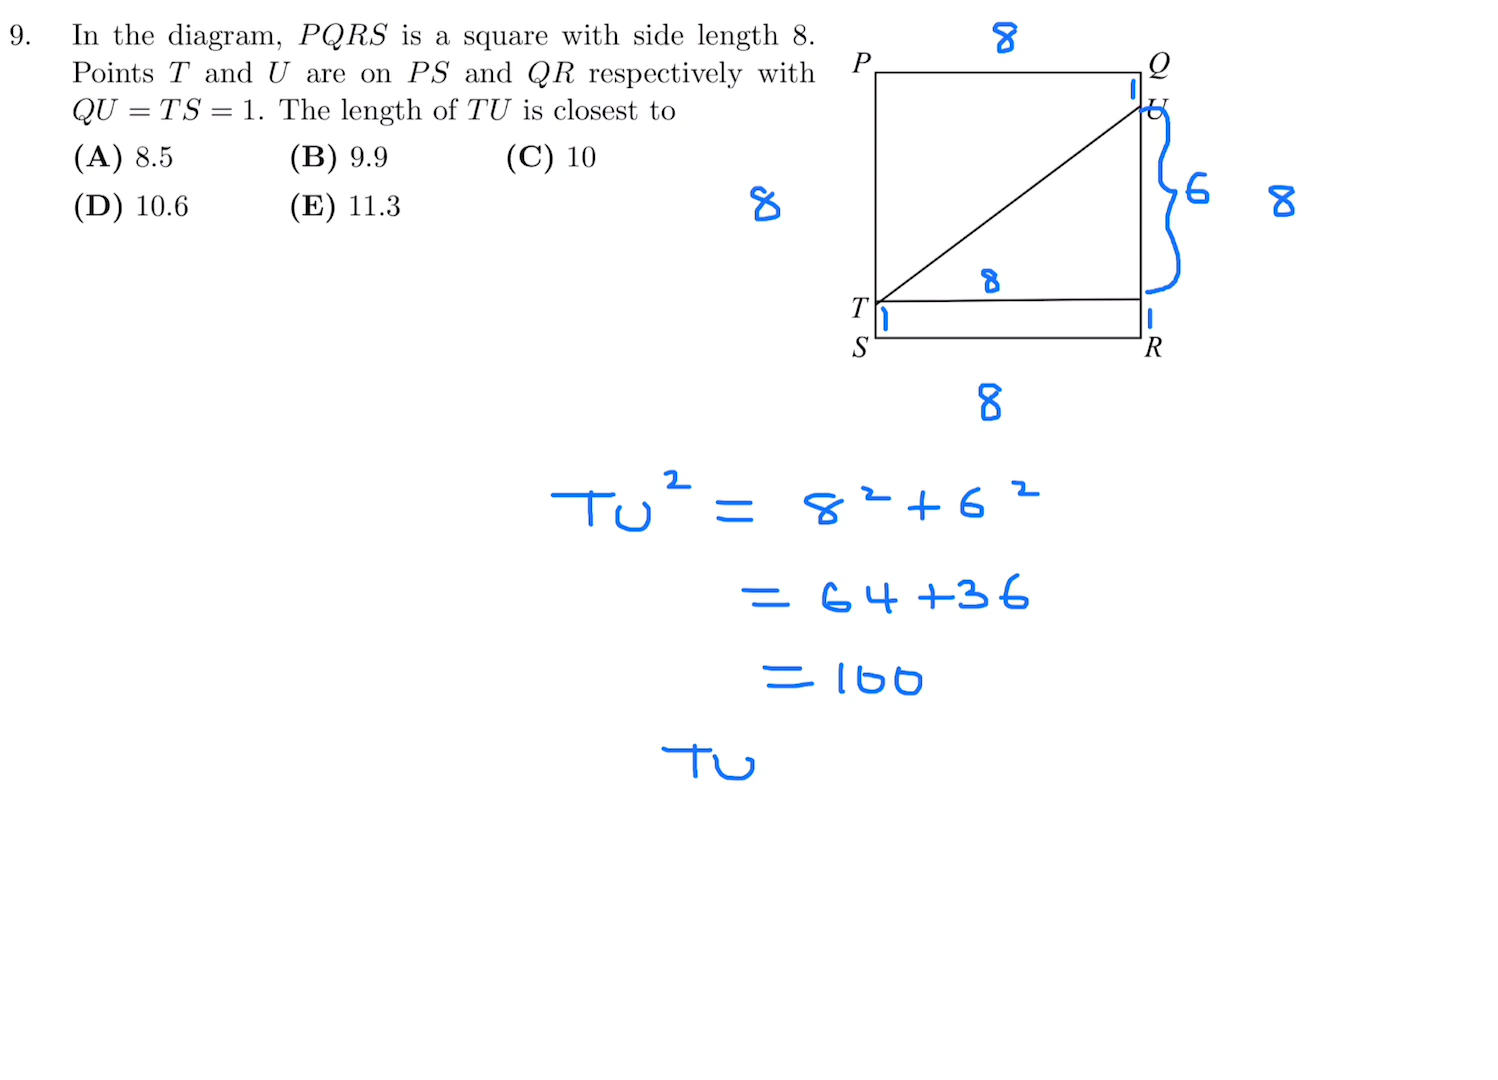 9. In the diagram, PQRS is a square with side length 8.
Points T and U are on PS and QR respectively with
QU = TS = 1. The length of TU is closest to
(A) 8.5 (B) 9.9 (C) 10
(D) 10.6 (E) 11.3
8
P Q
1
U
8 6 8
8
T 1 1
S R
8
TU² = 8² + 6²
= 64 + 36
= 100
TU